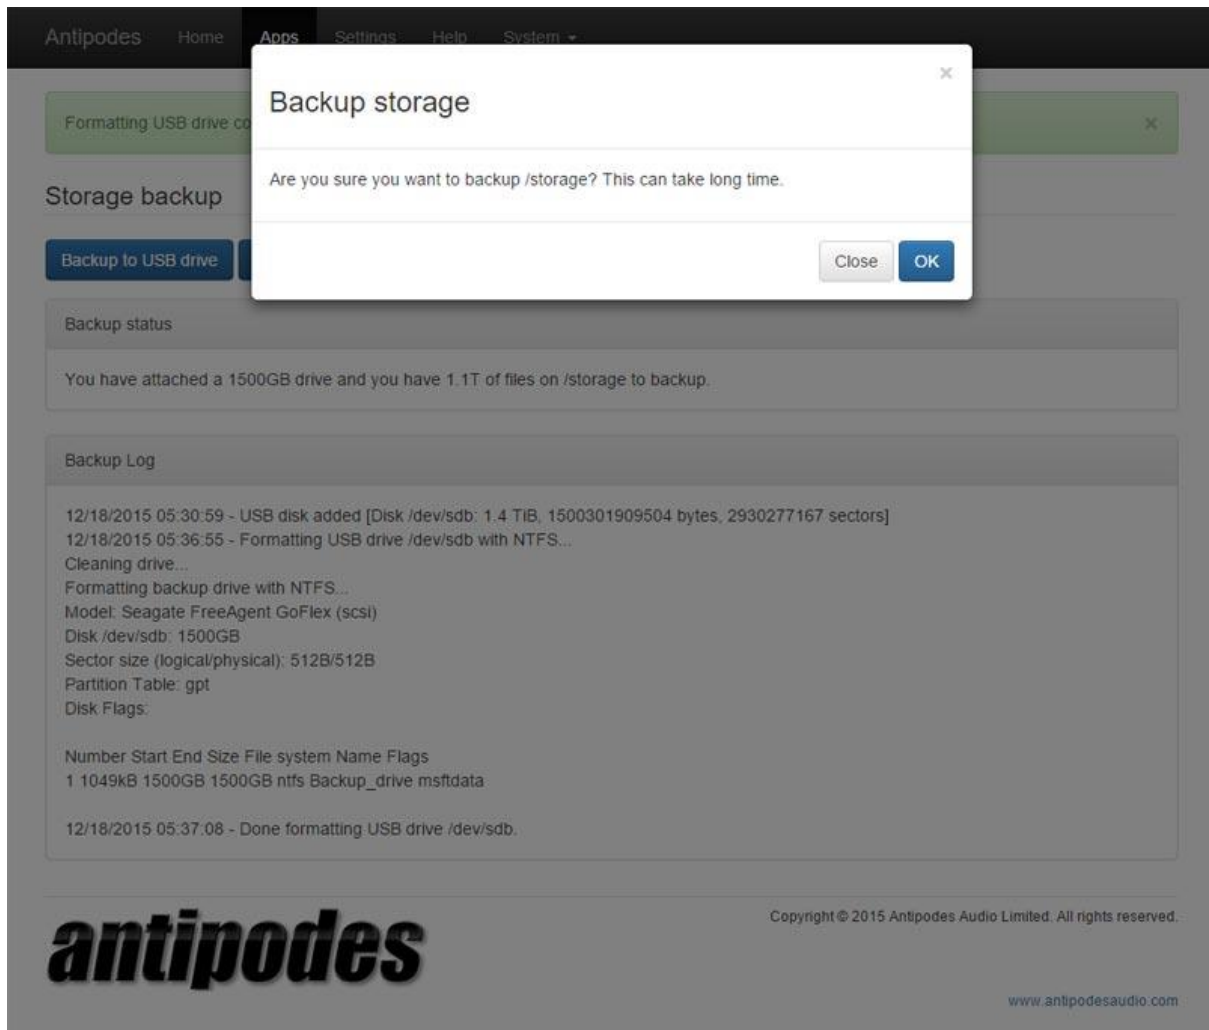 Antipodes Home Apps Settings Help System
Backup storage
×
Formatting USB drive co
×
Are you sure you want to backup /storage? This can take long time.
Storage backup
Backup to USB drive
Close OK
Backup status
You have attached a 1500GB drive and you have 1.1T of files on /storage to backup.
Backup Log
12/18/2015 05:30:59 - USB disk added [Disk /dev/sdb: 1.4 TiB, 1500301909504 bytes, 2930277167 sectors]
12/18/2015 05:36:55 - Formatting USB drive /dev/sdb with NTFS...
Cleaning drive...
Formatting backup drive with NTFS...
Model: Seagate FreeAgent GoFlex (scsi)
Disk /dev/sdb: 1500GB
Sector size (logical/physical): 512B/512B
Partition Table: gpt
Disk Flags:
Number Start End Size File system Name Flags
1 1049kB 1500GB 1500GB ntfs Backup_drive msftdata
12/18/2015 05:37:08 - Done formatting USB drive /dev/sdb.
antipodes
Copyright © 2015 Antipodes Audio Limited. All rights reserved.
www.antipodesaudio.com